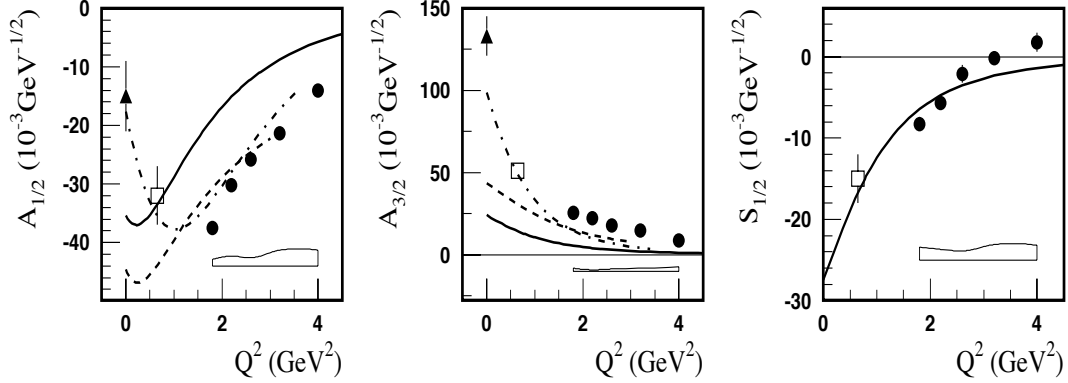 A1/2 (10⁻³GeV⁻¹/²)
0
-10
-20
-30
-40
0 2 4
Q² (GeV²)
A3/2 (10⁻³GeV⁻¹/²)
150
100
50
0
0 2 4
Q² (GeV²)
S1/2 (10⁻³GeV⁻¹/²)
0
-10
-20
-30
0 2 4
Q² (GeV²)